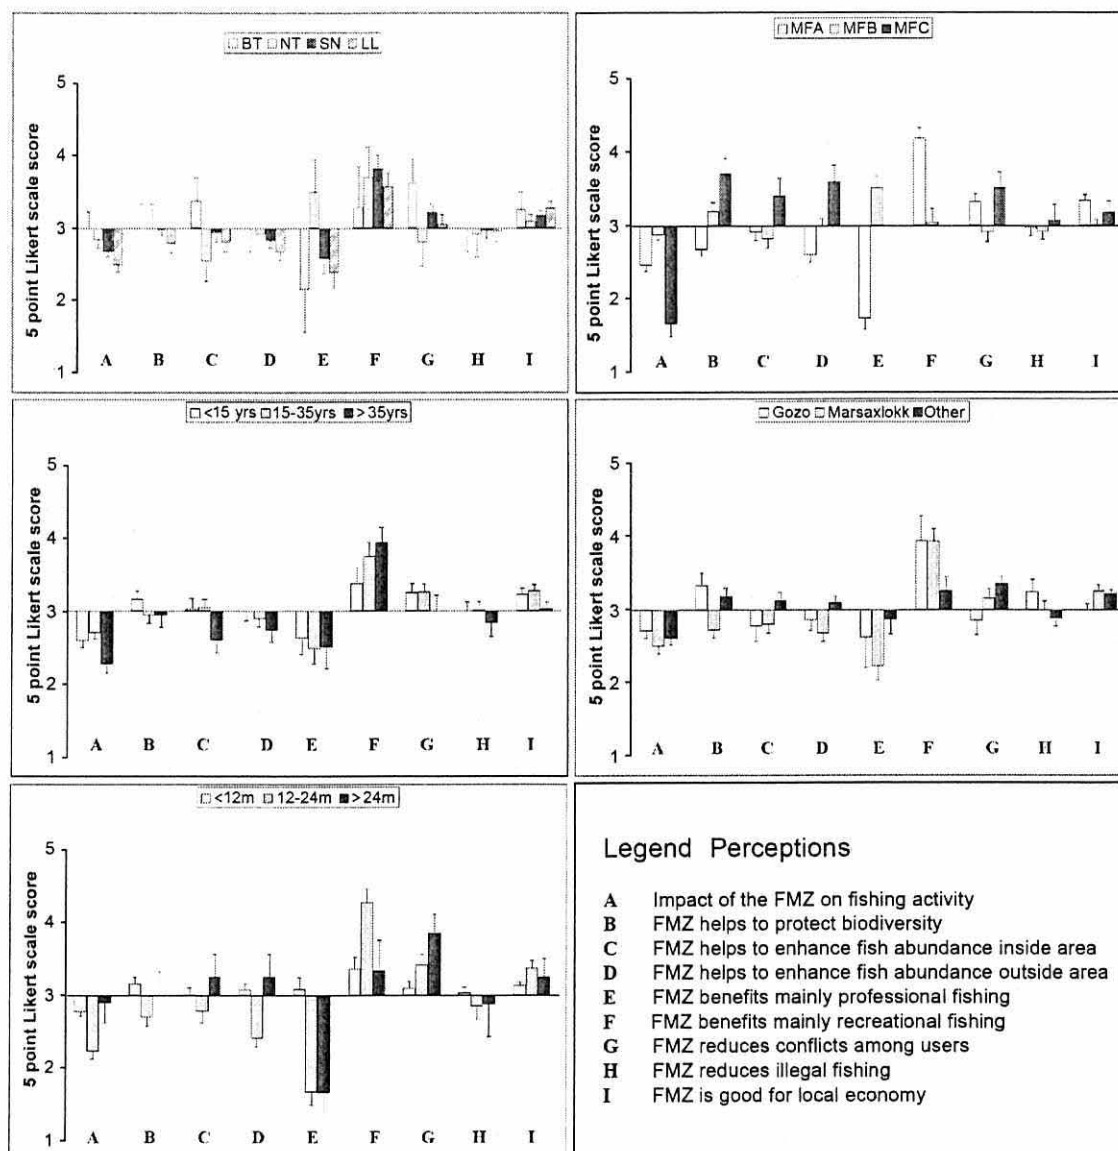 BT NT SN LL
5 point Likert scale score
5
4
3
2
1
A B C D E F G H I
MFA MFB MFC
5 point Likert scale score
5
4
3
2
1
A B C D E F G H I
<15 yrs 15-35yrs > 35yrs
5 point Likert scale score
5
4
3
2
1
A B C D E F G H I
Gozo Marsaxlokk Other
5 point Likert scale score
5
4
3
2
1
A B C D E F G H I
<12m 12-24m > 24m
5 point Likert scale score
5
4
3
2
1
A B C D E F G H I
Legend Perceptions
A Impact of the FMZ on fishing activity
B FMZ helps to protect biodiversity
C FMZ helps to enhance fish abundance inside area
D FMZ helps to enhance fish abundance outside area
E FMZ benefits mainly professional fishing
F FMZ benefits mainly recreational fishing
G FMZ reduces conflicts among users
H FMZ reduces illegal fishing
I FMZ is good for local economy